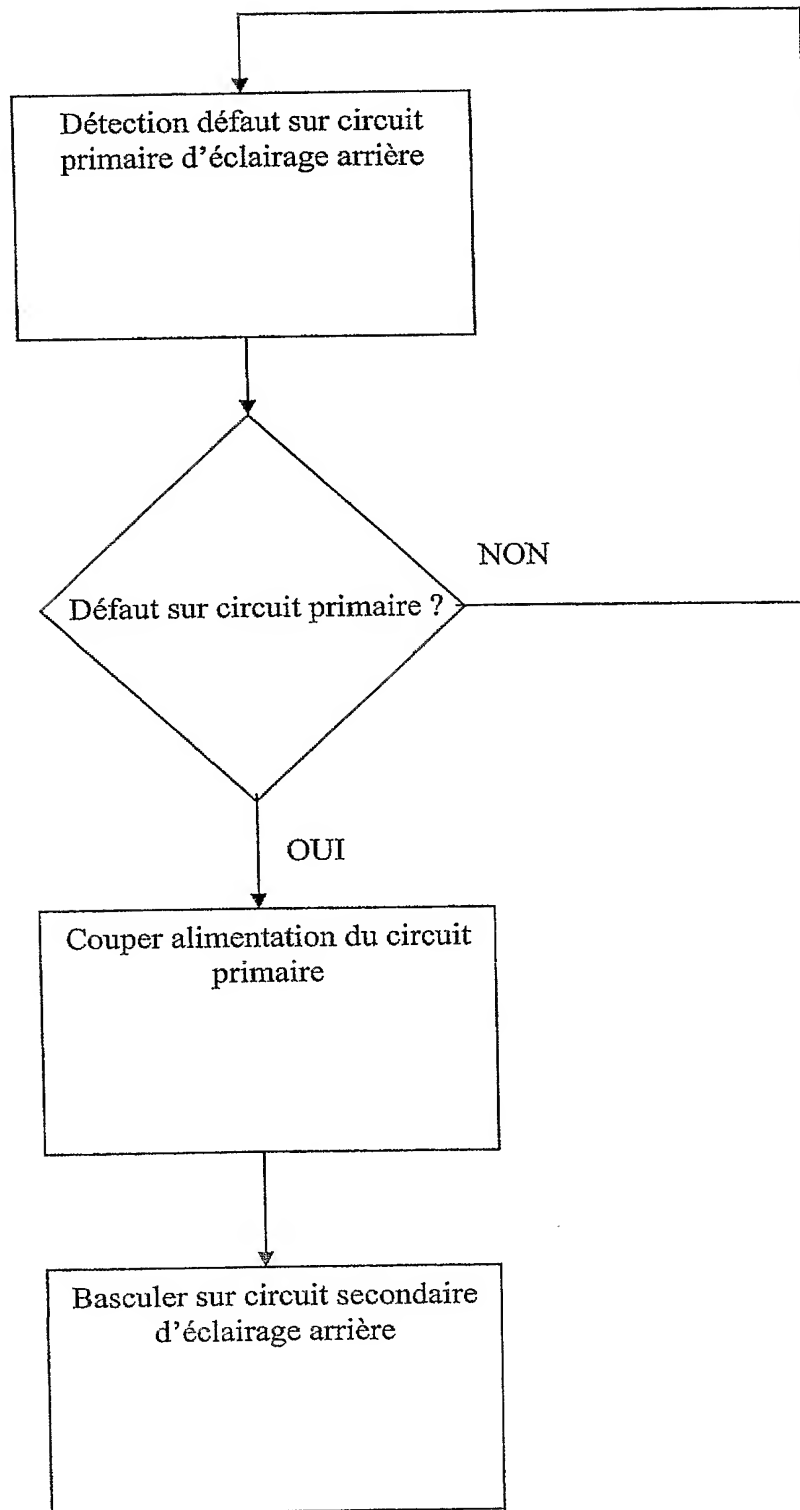 Détection défaut sur circuit
primaire d'éclairage arrière
NON
Défaut sur circuit primaire ?
OUI
Couper alimentation du circuit
primaire
Basculer sur circuit secondaire
d'éclairage arrière